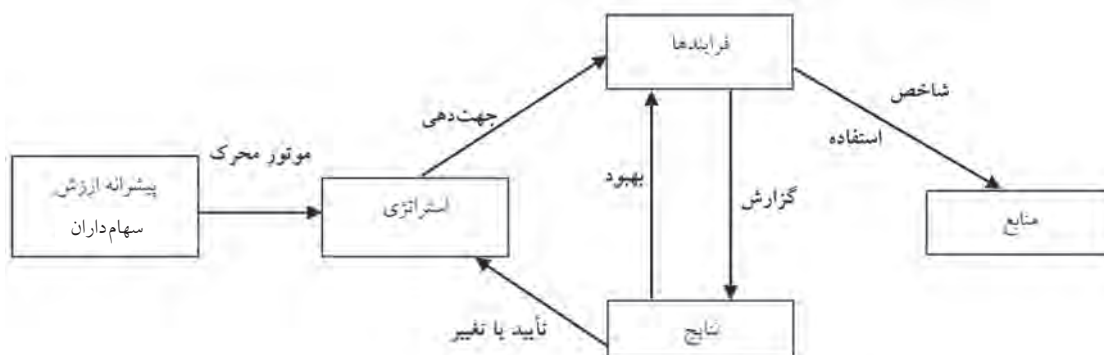 فرایندها
شاخص
جهت‌دهی
استفاده
موتور محرک
بهبود
پیشرانه ارزش
سهام‌داران
استراتژی
گزارش
منابع
تأیید یا تغییر
نتایج